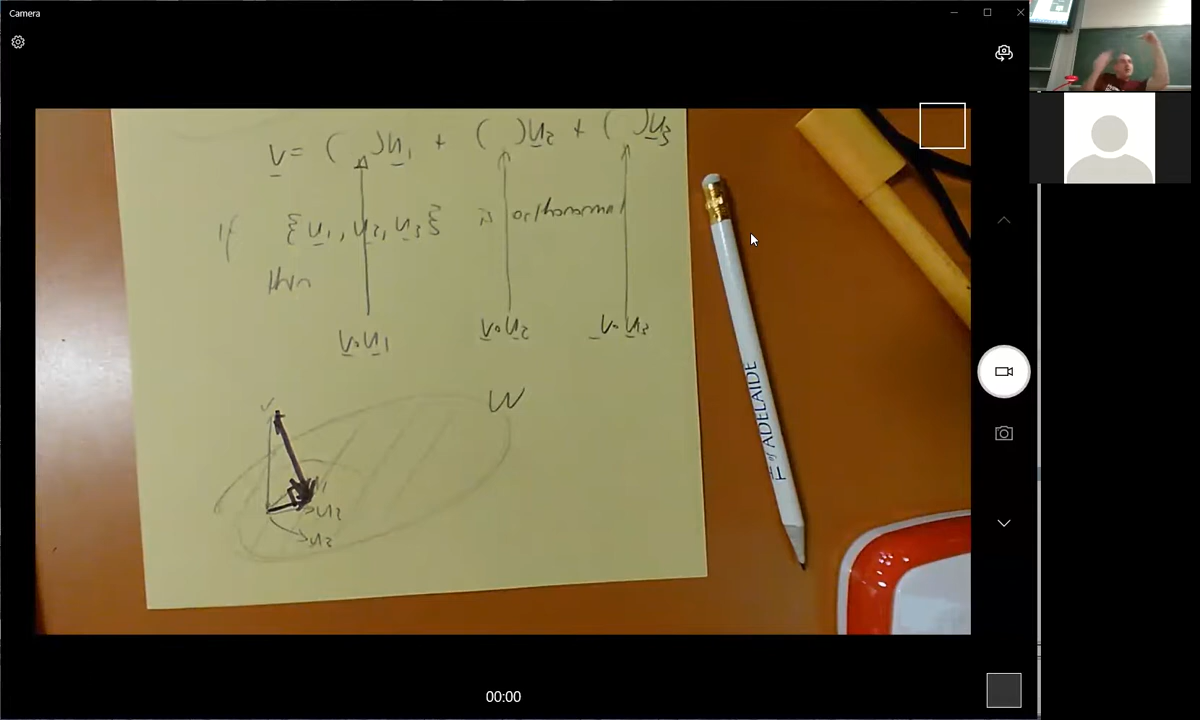 Camera
v = ( )u₁ + ( )u₂ + ( )u₃
If {u₁, u₂, u₃} is orthonormal
then
v∘u₁ v∘u₂ v∘u₃
W
v
u₂
u₃
of ADELAIDE
00:00